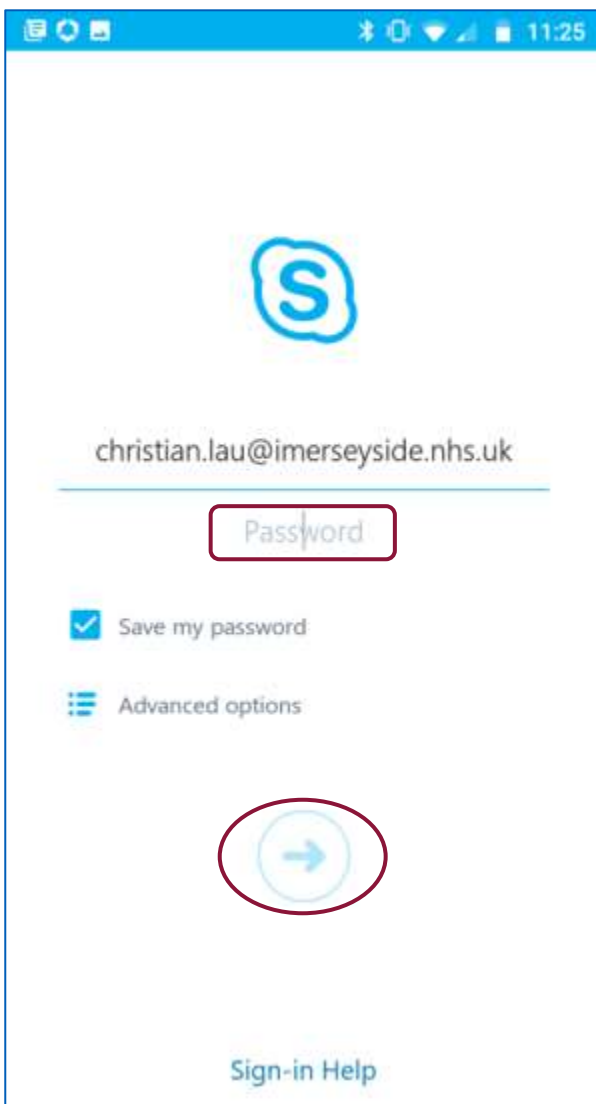 11:25
S
christian.lau@imerseyside.nhs.uk
Password
Save my password
Advanced options
Sign-in Help